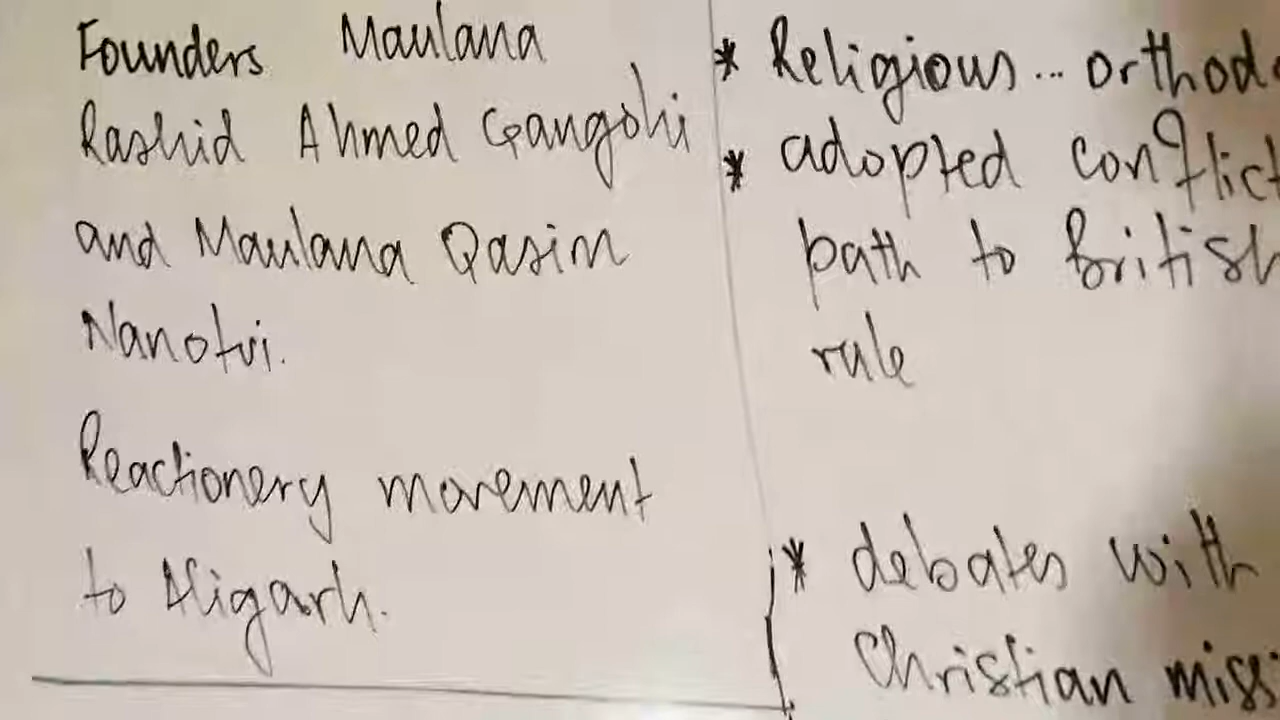 Founders Maulana
Rashid Ahmed Gangohi
and Maulana Qasim
Nanotvi.
Reactionery movement
to Aligarh.
* Religious... orthod
* adopted conflict
path to British
rule
* debates with
Christian miss